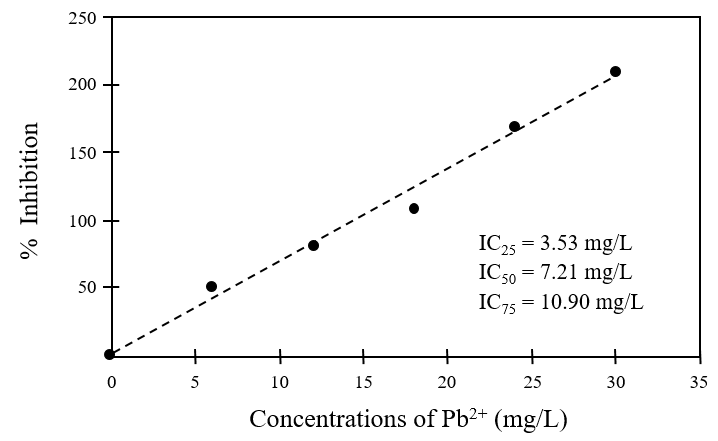 250
200
150
100
50
% Inhibition
IC₂₅ = 3.53 mg/L
IC₅₀ = 7.21 mg/L
IC₇₅ = 10.90 mg/L
0 5 10 15 20 25 30 35
Concentrations of Pb²⁺ (mg/L)